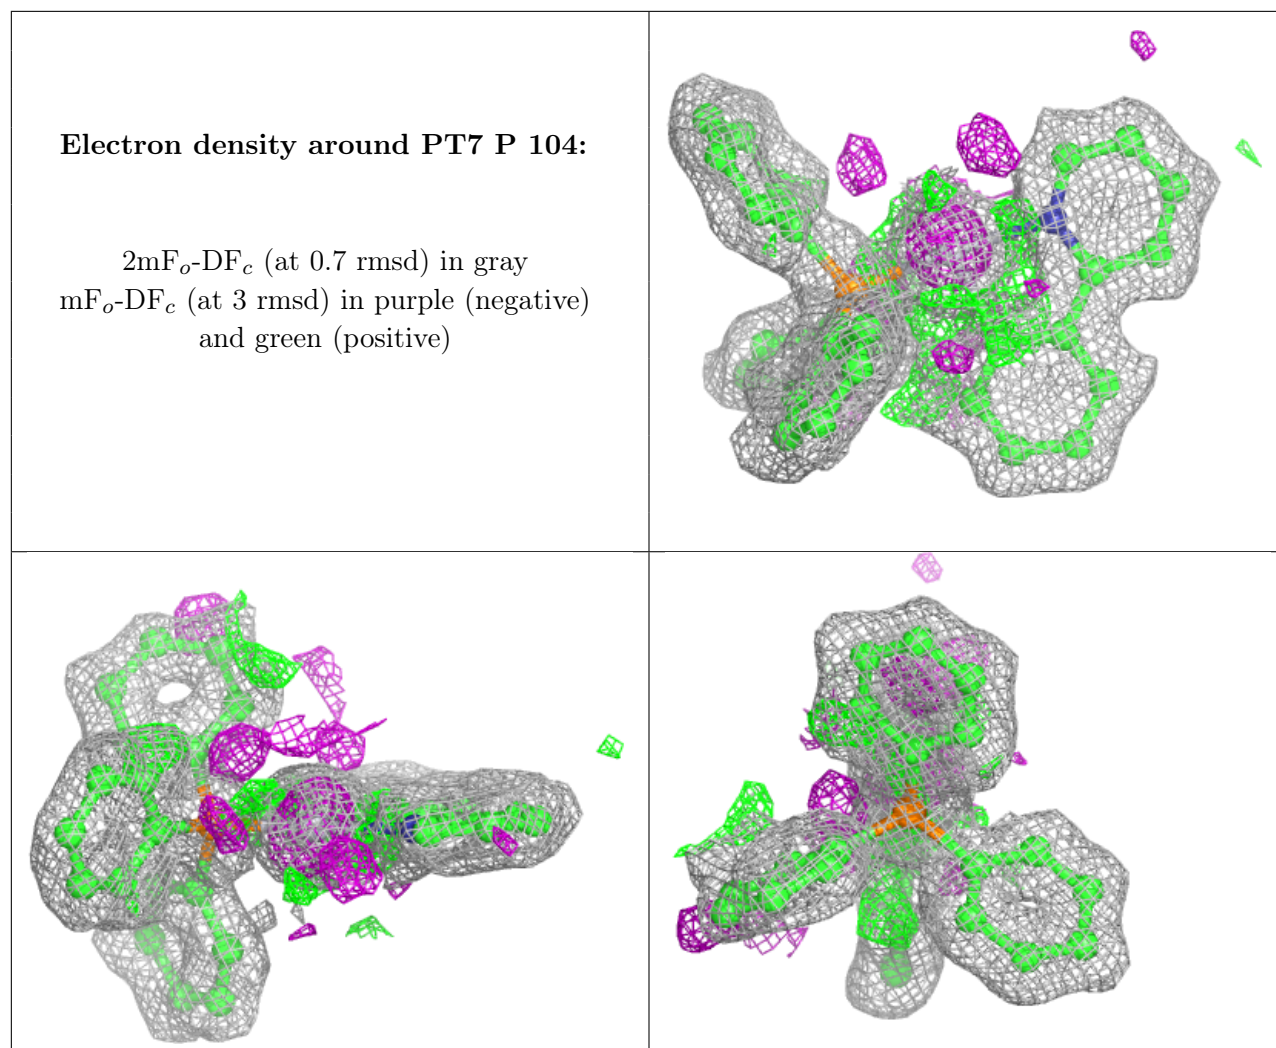 Electron density around PT7 P 104:
2mFₒ-DF𝒸 (at 0.7 rmsd) in gray
mFₒ-DF𝒸 (at 3 rmsd) in purple (negative)
and green (positive)